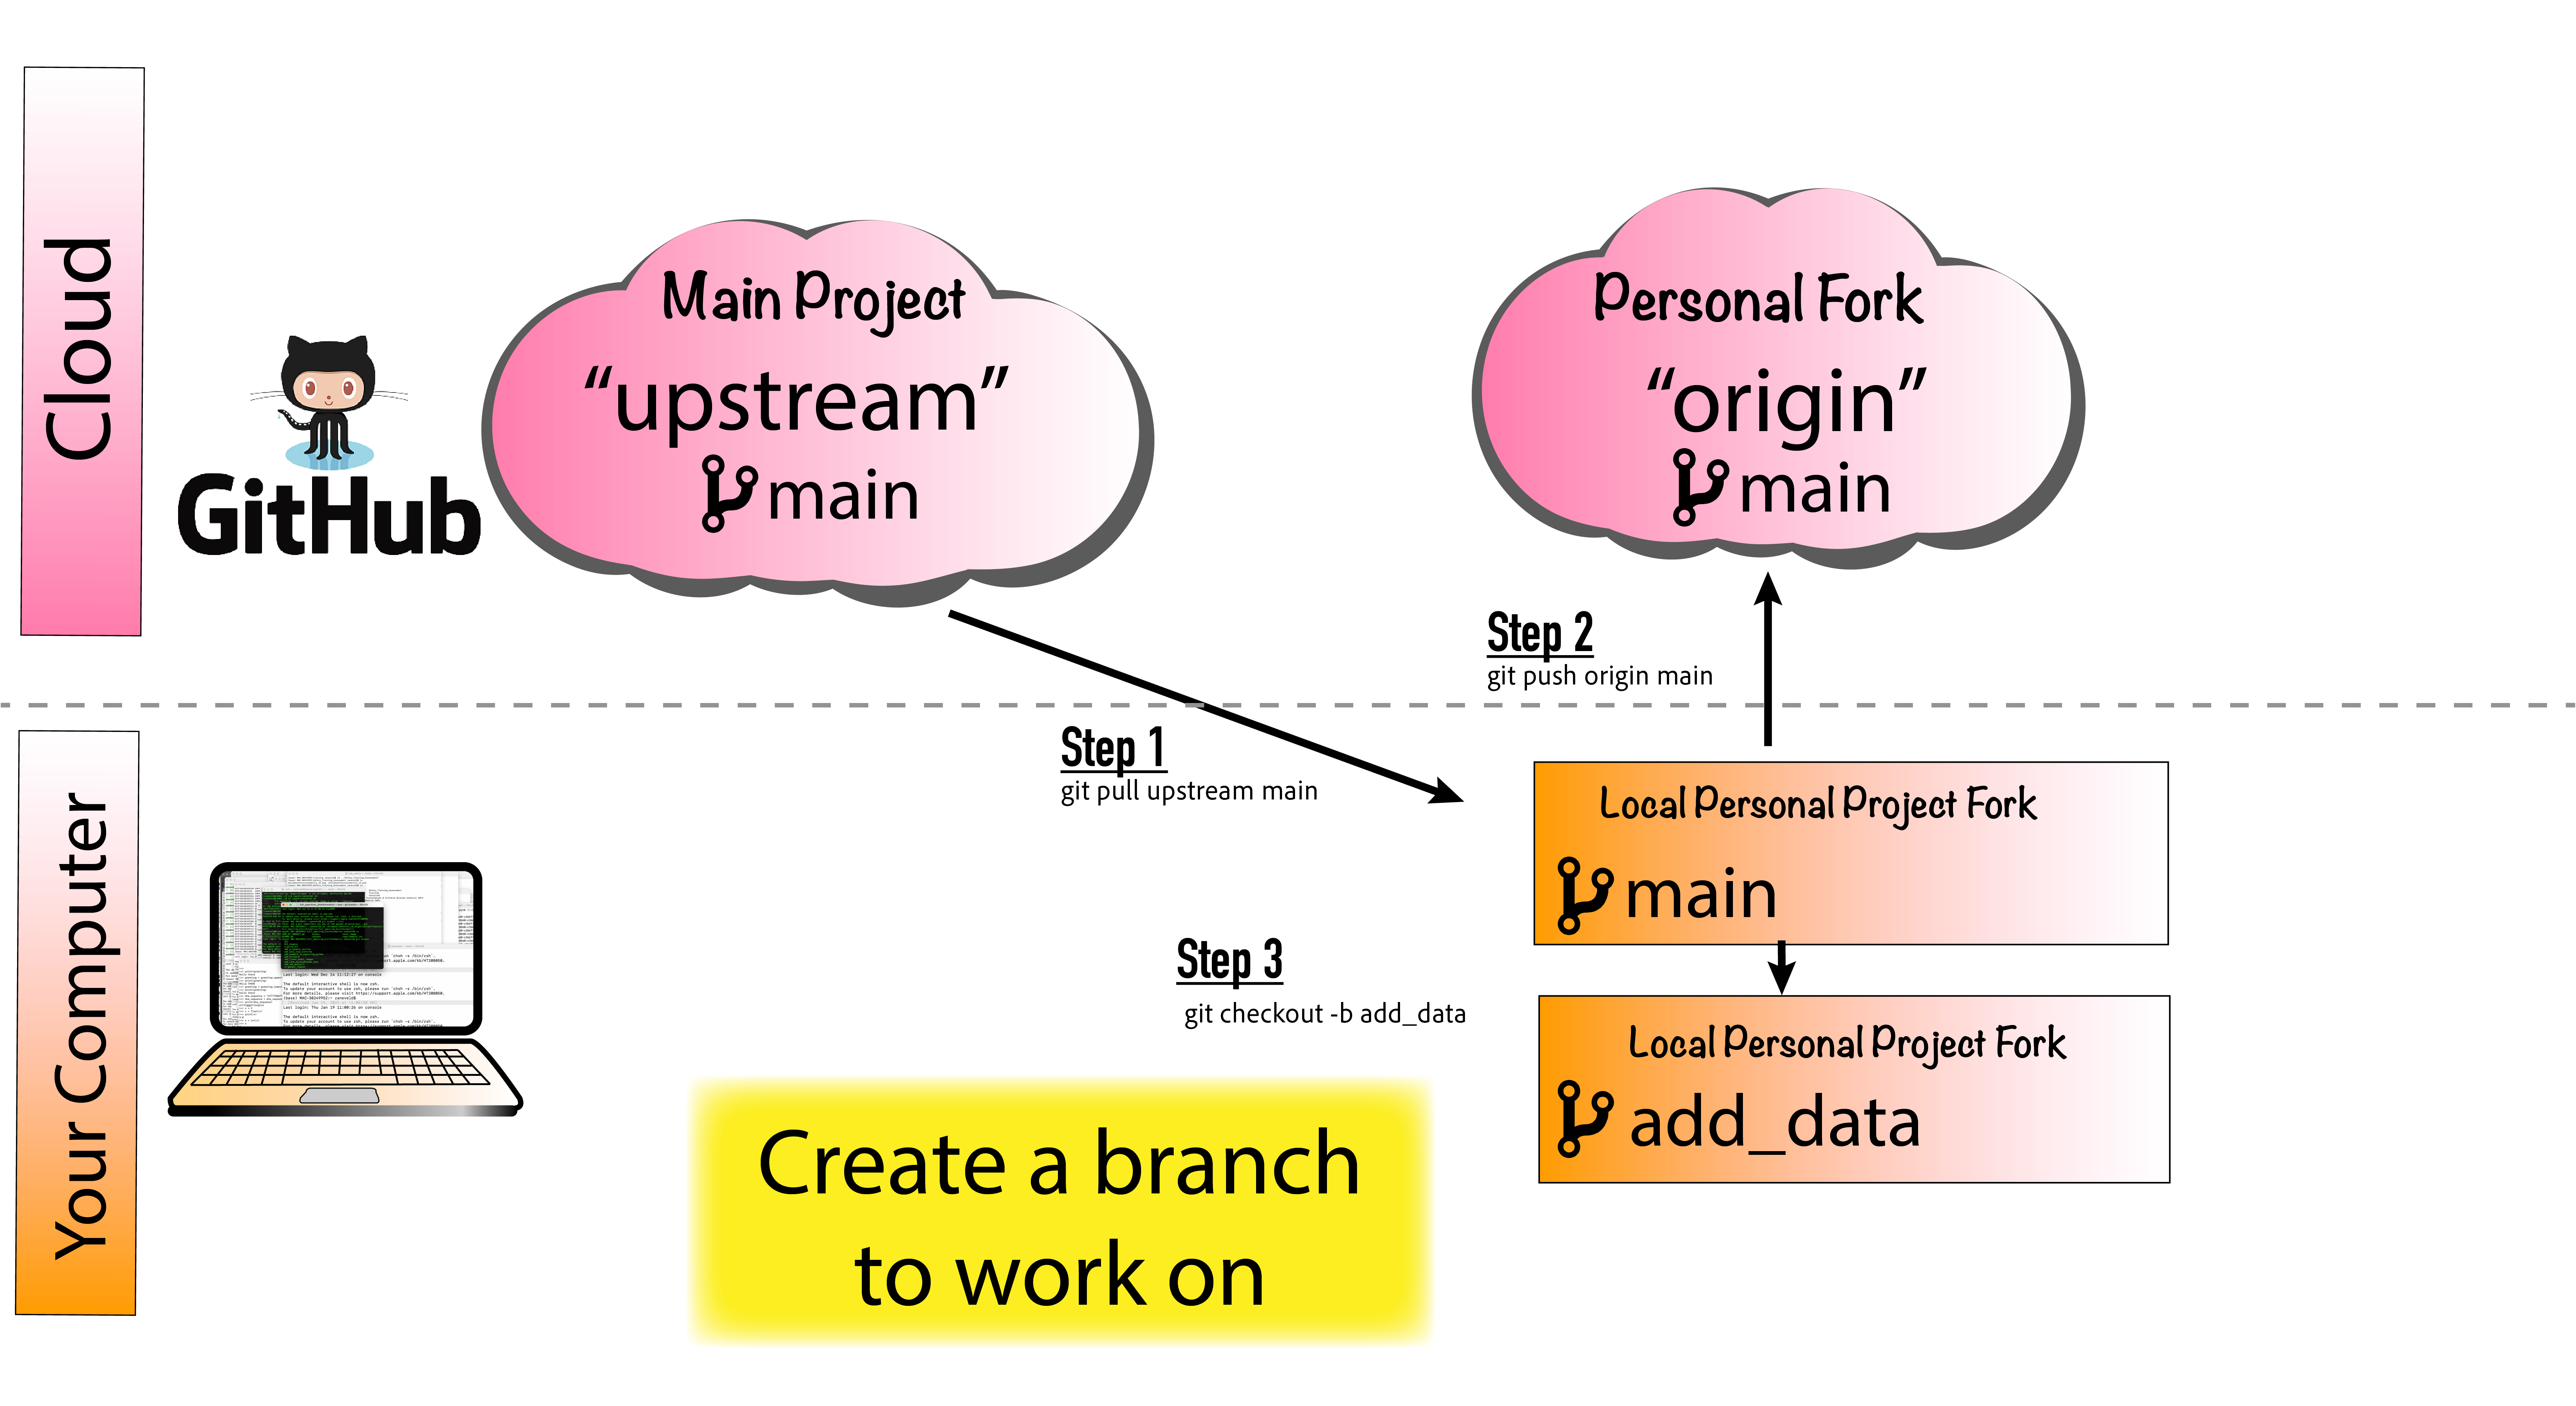 Cloud
GitHub
Main Project
“upstream”
main
Personal Fork
“origin”
main
Step 2
git push origin main
Step 1
git pull upstream main
Your Computer
Local Personal Project Fork
main
Step 3
git checkout -b add_data
Local Personal Project Fork
add_data
Create a branch
to work on